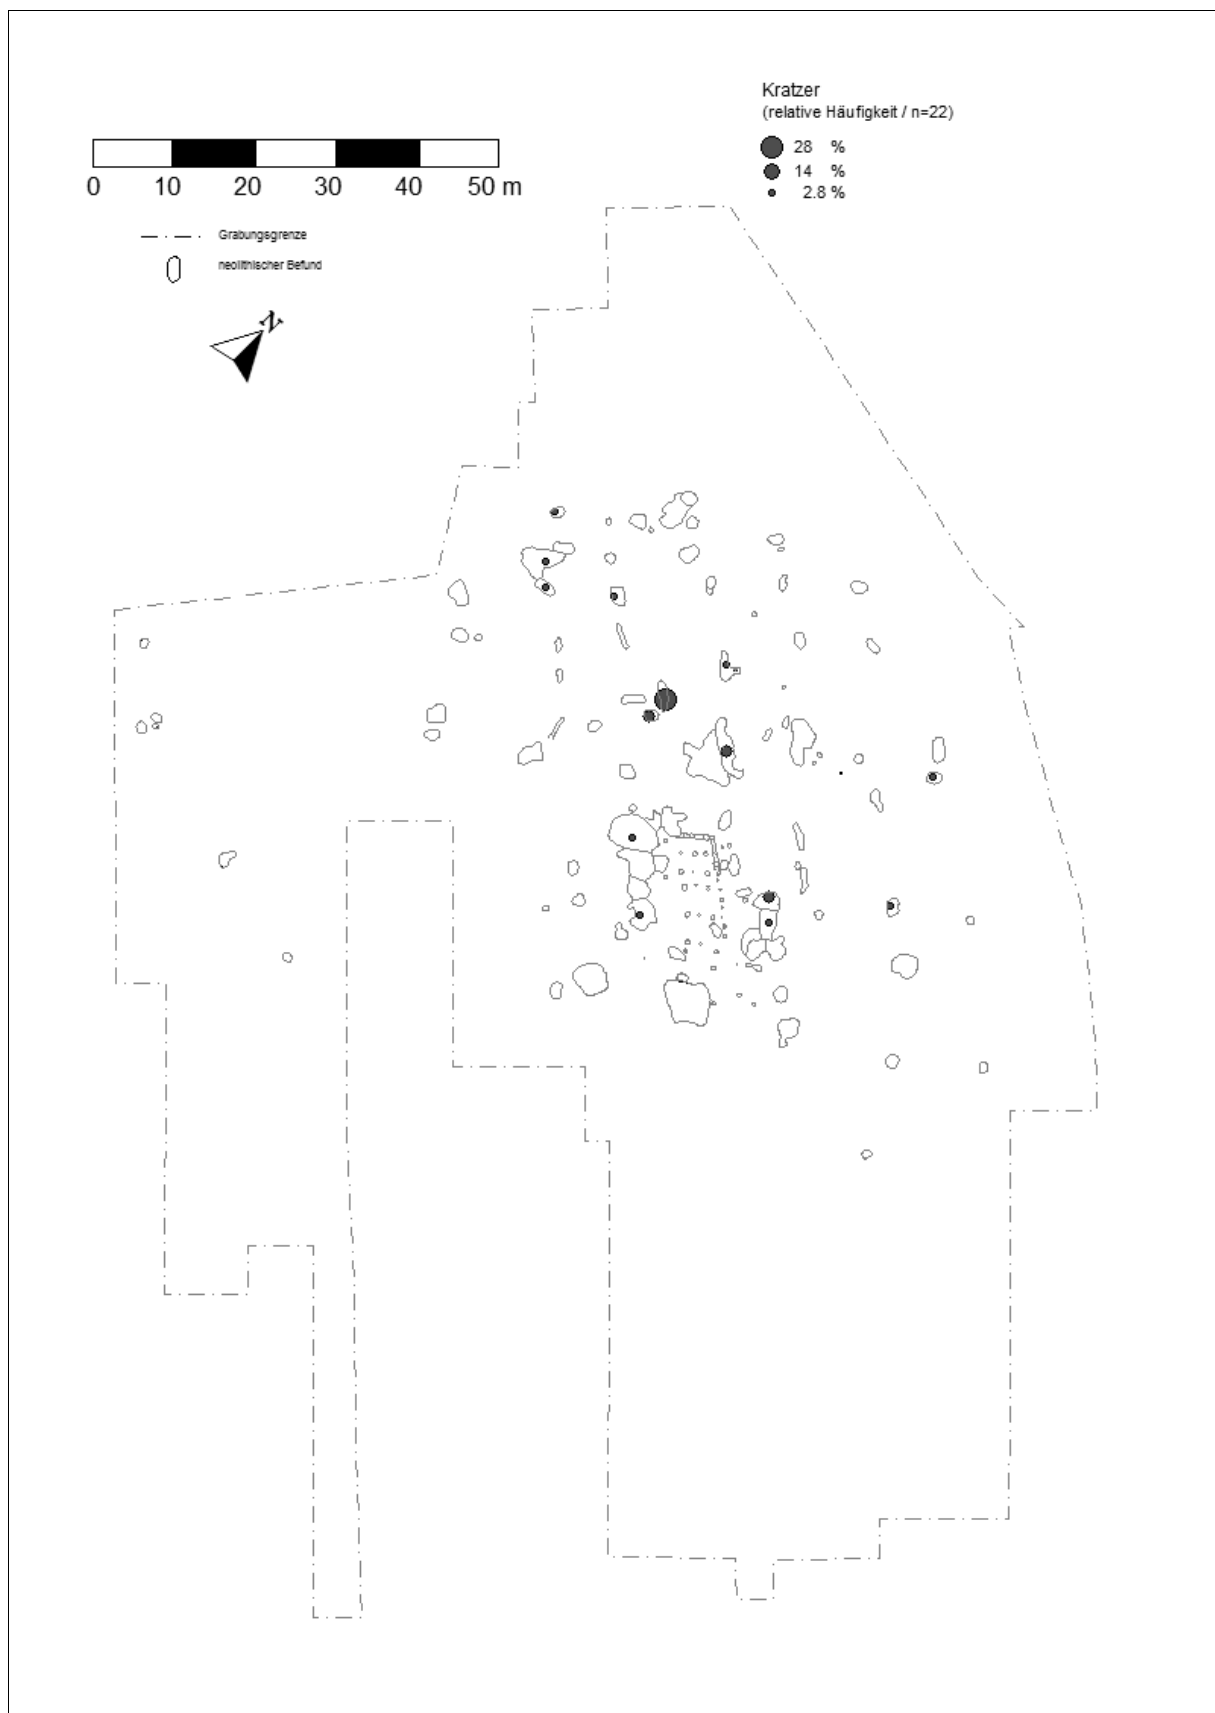 Kratzer
(relative Häufigkeit / n=22)
28 %
14 %
2.8 %
0 10 20 30 40 50 m
Grabungsgrenze
neolithischer Befund
N